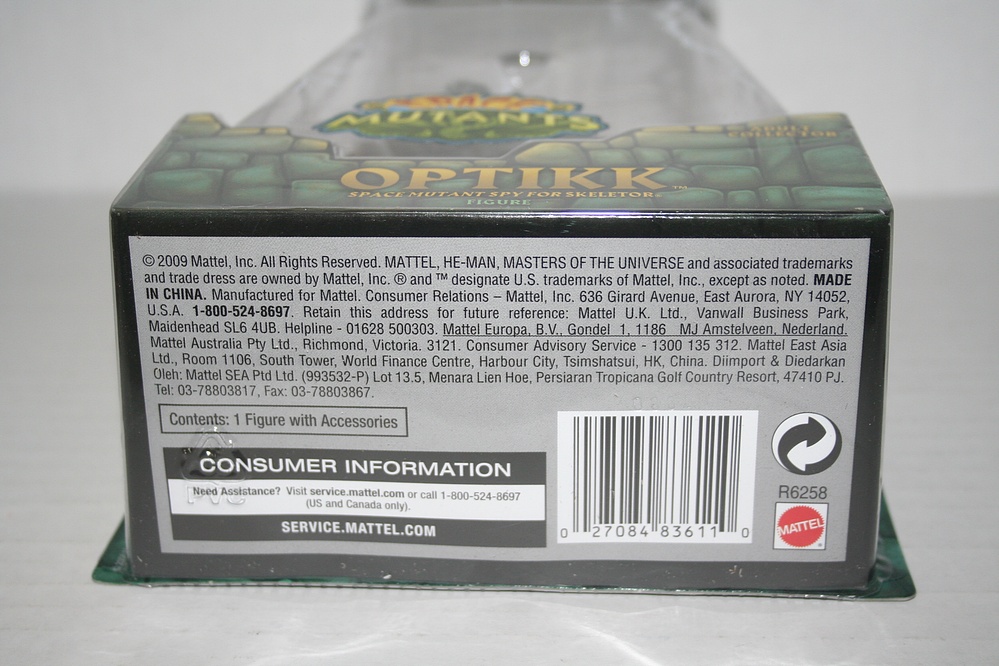 MUTANTS
ADULT
COLLECTOR
OPTIKK™
SPACE MUTANT SPY FOR SKELETOR
FIGURE
© 2009 Mattel, Inc. All Rights Reserved. MATTEL, HE-MAN, MASTERS OF THE UNIVERSE and associated trademarks
and trade dress are owned by Mattel, Inc. ® and ™ designate U.S. trademarks of Mattel, Inc., except as noted. MADE
IN CHINA. Manufactured for Mattel. Consumer Relations – Mattel, Inc. 636 Girard Avenue, East Aurora, NY 14052,
U.S.A. 1-800-524-8697. Retain this address for future reference: Mattel U.K. Ltd., Vanwall Business Park,
Maidenhead SL6 4UB. Helpline - 01628 500303. Mattel Europa, B.V., Gondel 1, 1186 MJ Amstelveen, Nederland.
Mattel Australia Pty Ltd., Richmond, Victoria. 3121. Consumer Advisory Service - 1300 135 312. Mattel East Asia
Ltd., Room 1106, South Tower, World Finance Centre, Harbour City, Tsimshatsui, HK, China. Diimport & Diedarkan
Oleh: Mattel SEA Ptd Ltd. (993532-P) Lot 13.5, Menara Lien Hoe, Persiaran Tropicana Golf Country Resort, 47410 PJ.
Tel: 03-78803817, Fax: 03-78803867.
Contents: 1 Figure with Accessories
CONSUMER INFORMATION
PVC
Need Assistance? Visit service.mattel.com or call 1-800-524-8697
(US and Canada only).
SERVICE.MATTEL.COM
0 27084 83611 0
R6258
MATTEL®